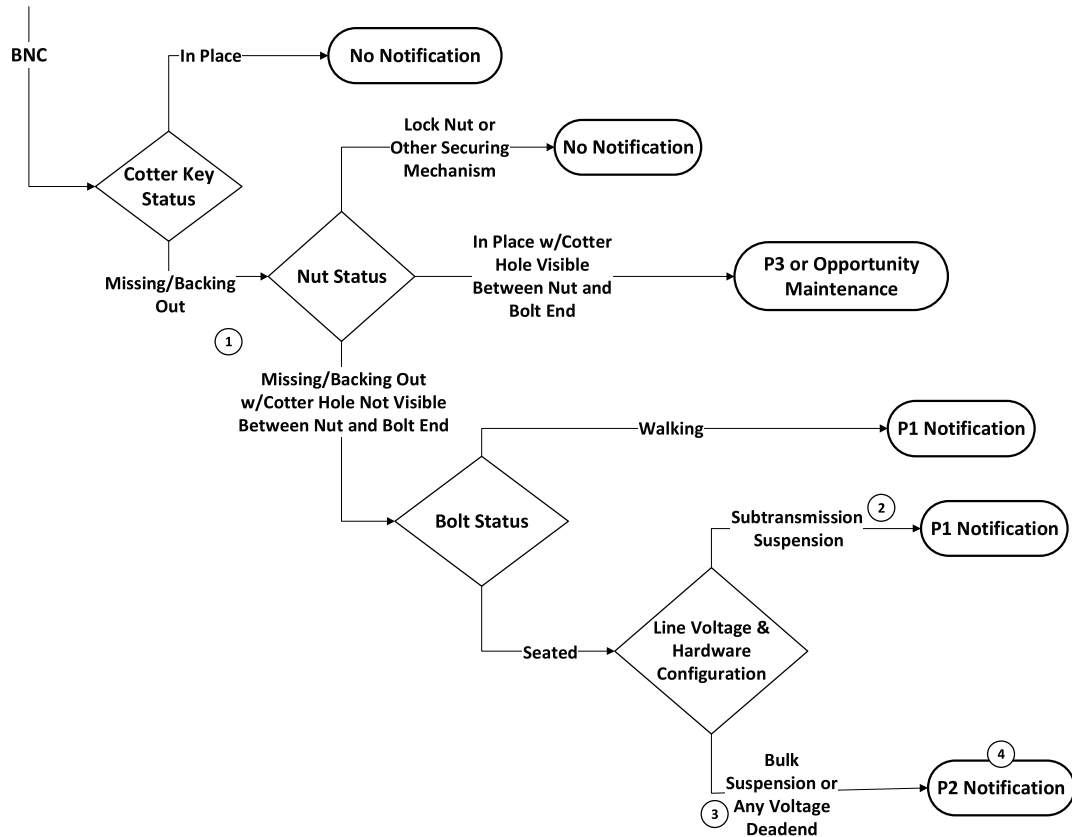 BNC
In Place
No Notification
Cotter Key
Status
Lock Nut or
Other Securing
Mechanism
No Notification
Missing/Backing
Out
Nut Status
In Place w/Cotter
Hole Visible
Between Nut and
Bolt End
P3 or Opportunity
Maintenance
1
Missing/Backing Out
w/Cotter Hole Not Visible
Between Nut and Bolt End
Walking
P1 Notification
Bolt Status
Subtransmission
Suspension
2
P1 Notification
Seated
Line Voltage &
Hardware
Configuration
Bulk
Suspension or
Any Voltage
Deadend
3
4
P2 Notification